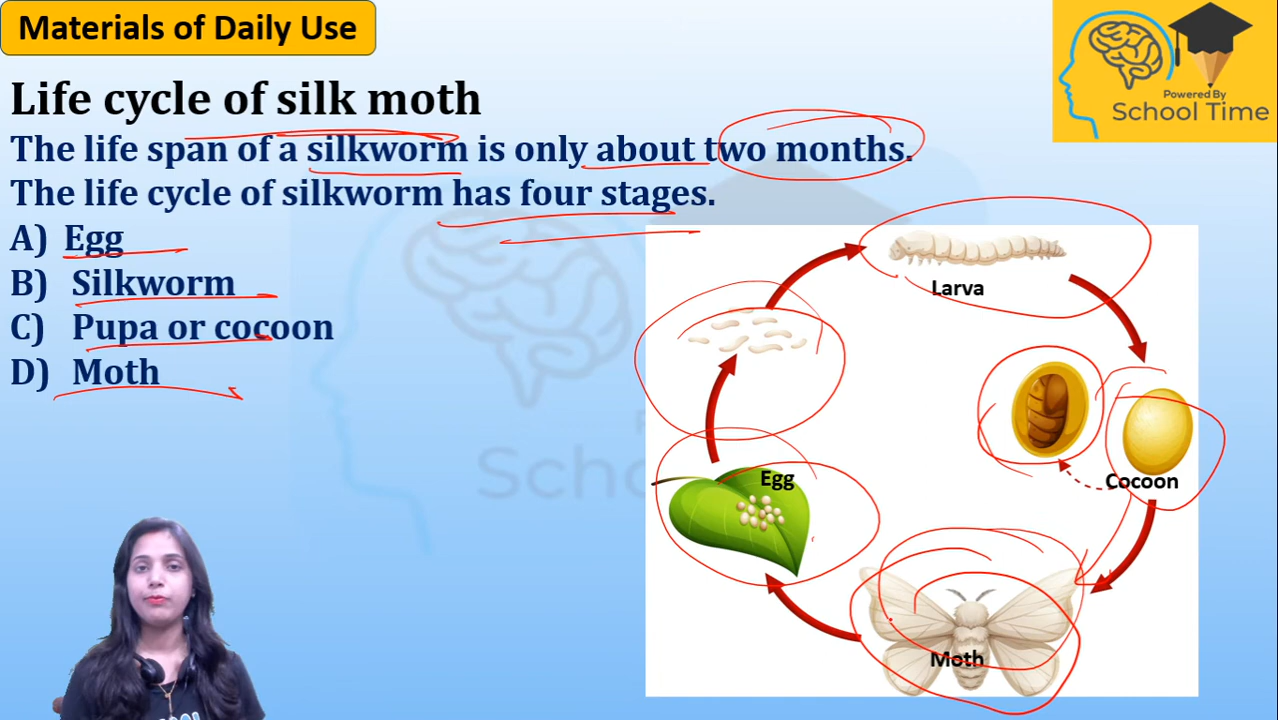 Materials of Daily Use
Powered By
School Time
Life cycle of silk moth
The life span of a silkworm is only about two months.
The life cycle of silkworm has four stages.
A) Egg
B) Silkworm
C) Pupa or cocoon
D) Moth
Larva
Cocoon
Egg
Moth